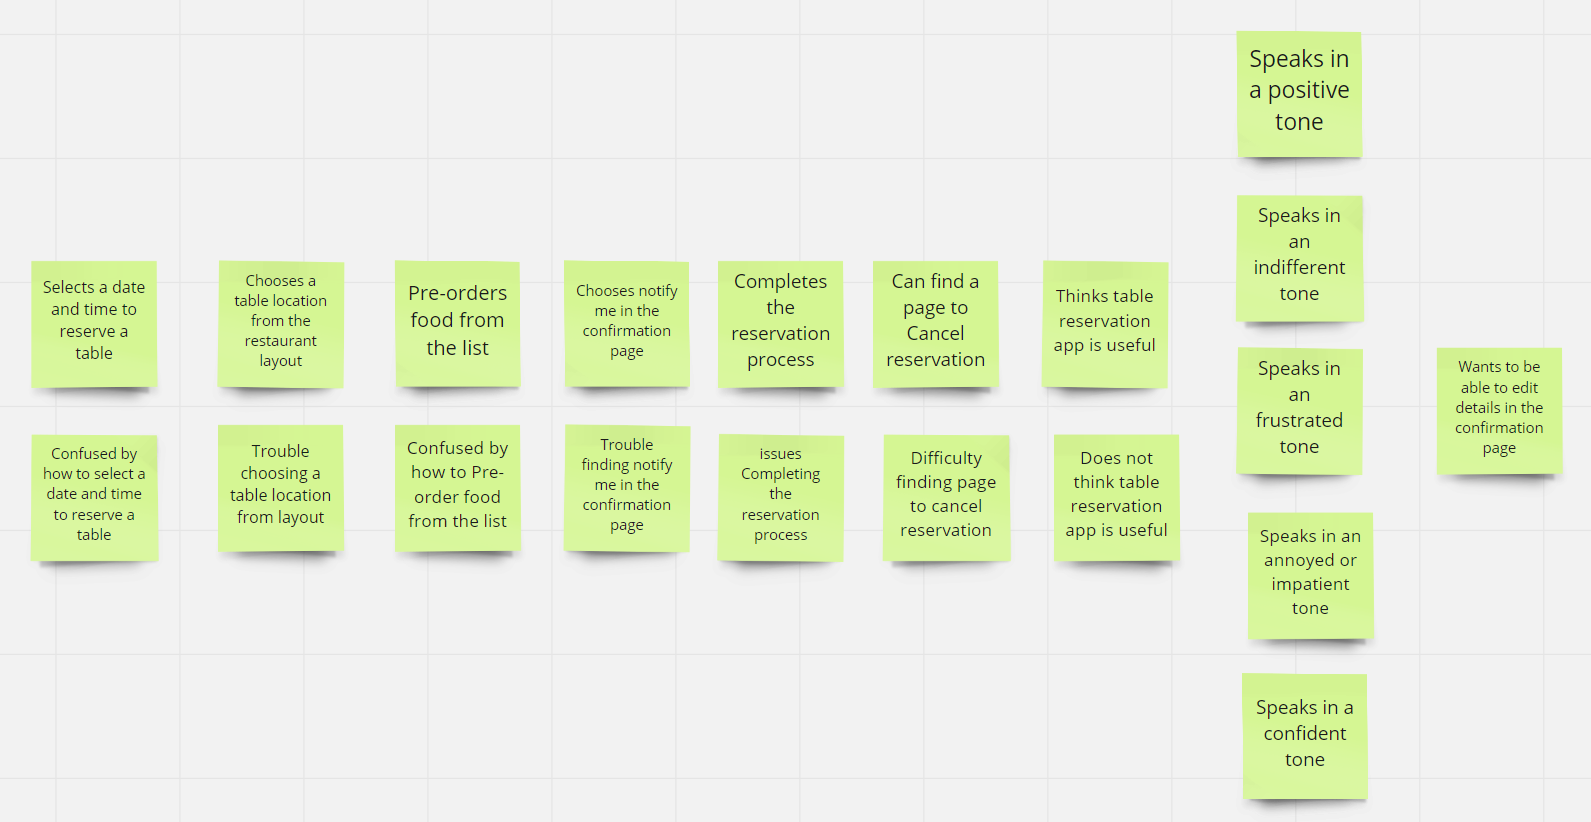 Speaks in
a positive
tone
Speaks in
an
indifferent
tone
Selects a date
and time to
reserve a
table
Chooses a
table location
from the
restaurant
layout
Pre-orders
food from
the list
Chooses notify
me in the
confirmation
page
Completes
the
reservation
process
Can find a
page to
Cancel
reservation
Thinks table
reservation
app is useful
Speaks in
an
frustrated
tone
Wants to be
able to edit
details in the
confirmation
page
Confused by
how to select a
date and time
to reserve a
table
Trouble
choosing a
table location
from layout
Confused by
how to Pre-
order food
from the list
Trouble
finding notify
me in the
confirmation
page
issues
Completing
the
reservation
process
Difficulty
finding page
to cancel
reservation
Does not
think table
reservation
app is useful
Speaks in an
annoyed or
impatient
tone
Speaks in a
confident
tone